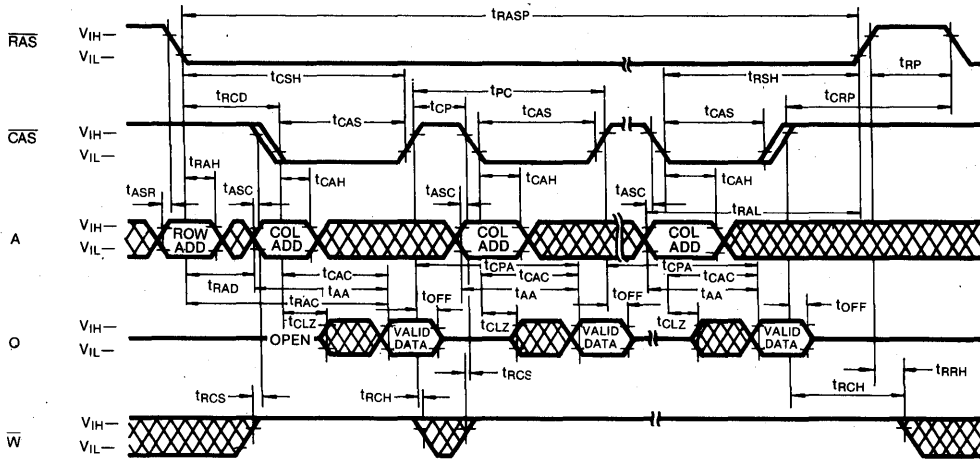 tRASP
RAS
VIH—
VIL—
tRP
tCSH
tRSH
tRCD
tPC
tCP
tCRP
tCAS
tCAS
tCAS
CAS
VIH—
VIL—
tRAH
tASR
tASC
tCAH
tASC
tCAH
tASC
tCAH
tRAL
A
VIH—
VIL—
ROW ADD
COL ADD
COL ADD
COL ADD
tRAD
tCAC
tCPA
tCAC
tCPA
tCAC
tAA
tAA
tAA
tRAC
tOFF
tOFF
tOFF
tCLZ
tCLZ
tCLZ
O
VIH—
VIL—
OPEN
VALID DATA
VALID DATA
VALID DATA
tRCS
tRCH
tRCS
tRCH
tRRH
W
VIH—
VIL—